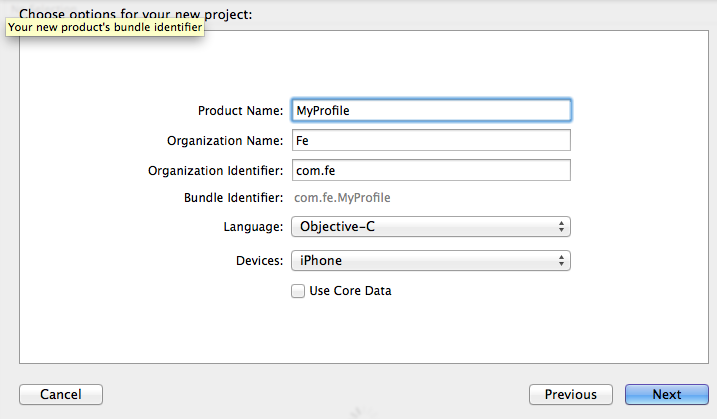 Choose options for your new project:
Your new product's bundle identifier
Product Name: MyProfile
Organization Name: Fe
Organization Identifier: com.fe
Bundle Identifier: com.fe.MyProfile
Language: Objective-C
Devices: iPhone
Use Core Data
Cancel Previous Next